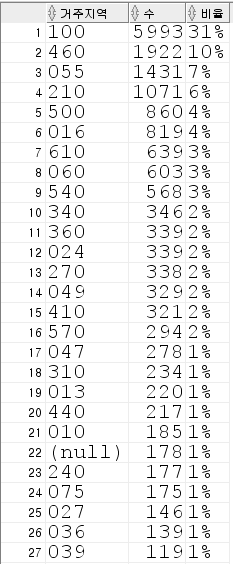 거주지역 수 비율
1 100 5993 31%
2 460 1922 10%
3 055 1431 7%
4 210 1071 6%
5 500 860 4%
6 016 819 4%
7 610 639 3%
8 060 603 3%
9 540 568 3%
10 340 346 2%
11 360 339 2%
12 024 339 2%
13 270 338 2%
14 049 329 2%
15 410 321 2%
16 570 294 2%
17 047 278 1%
18 310 234 1%
19 013 220 1%
20 440 217 1%
21 010 185 1%
22 (null) 178 1%
23 240 177 1%
24 075 175 1%
25 027 146 1%
26 036 139 1%
27 039 119 1%